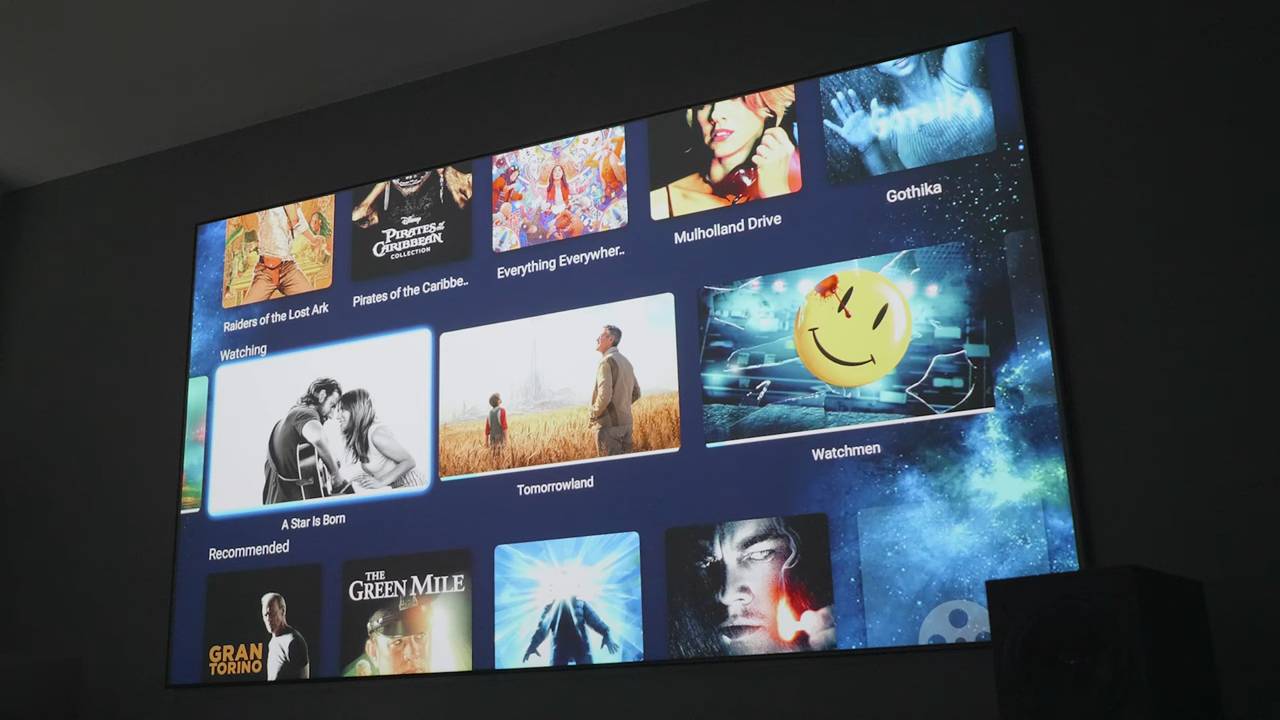 GOTHIKA
Disney
PIRATES of the
CARIBBEAN
COLLECTION
Raiders of the Lost Ark
Pirates of the Caribbe..
Everything Everywher..
Mulholland Drive
Gothika
Watching
A Star Is Born
Tomorrowland
Watchmen
Recommended
GRAN
TORINO
THE
GREEN MILE